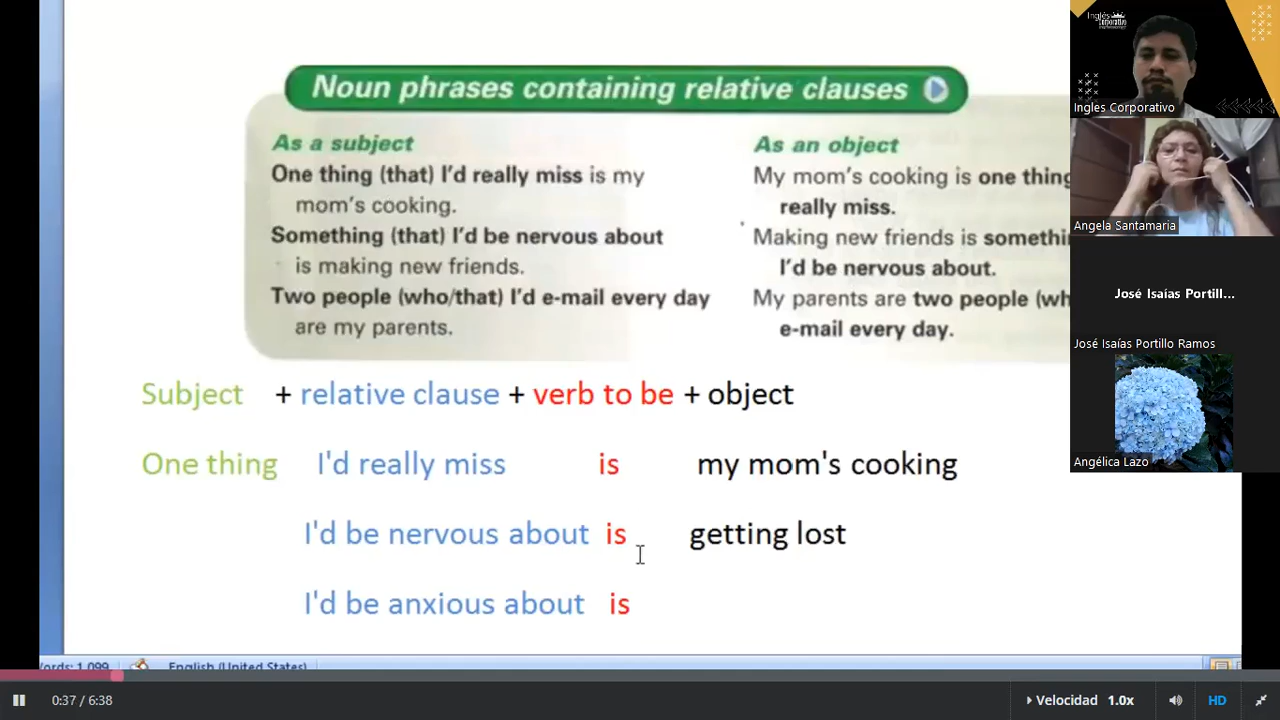 Noun phrases containing relative clauses
As a subject
One thing (that) I'd really miss is my
mom's cooking.
Something (that) I'd be nervous about
is making new friends.
Two people (who/that) I'd e-mail every day
are my parents.
As an object
My mom's cooking is one thing
really miss.
Making new friends is somethi
I'd be nervous about.
My parents are two people (wh
e-mail every day.
Subject + relative clause + verb to be + object
One thing I'd really miss is my mom's cooking
I'd be nervous about is getting lost
I'd be anxious about is
Inglés
Corporativo
Ingles Corporativo
Angela Santamaria
José Isaías Portill...
José Isaías Portillo Ramos
Angélica Lazo
ords: 1,099 English (United States)
0:37 / 6:38 Velocidad 1.0x HD